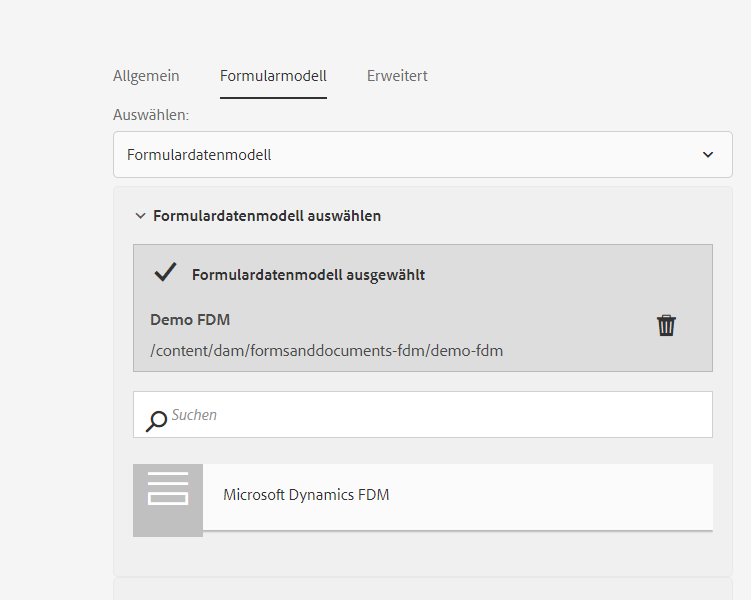 Allgemein Formularmodell Erweitert
Auswählen:
Formulardatenmodell
Formulardatenmodell auswählen
Formulardatenmodell ausgewählt
Demo FDM
/content/dam/formsanddocuments-fdm/demo-fdm
Suchen
Microsoft Dynamics FDM